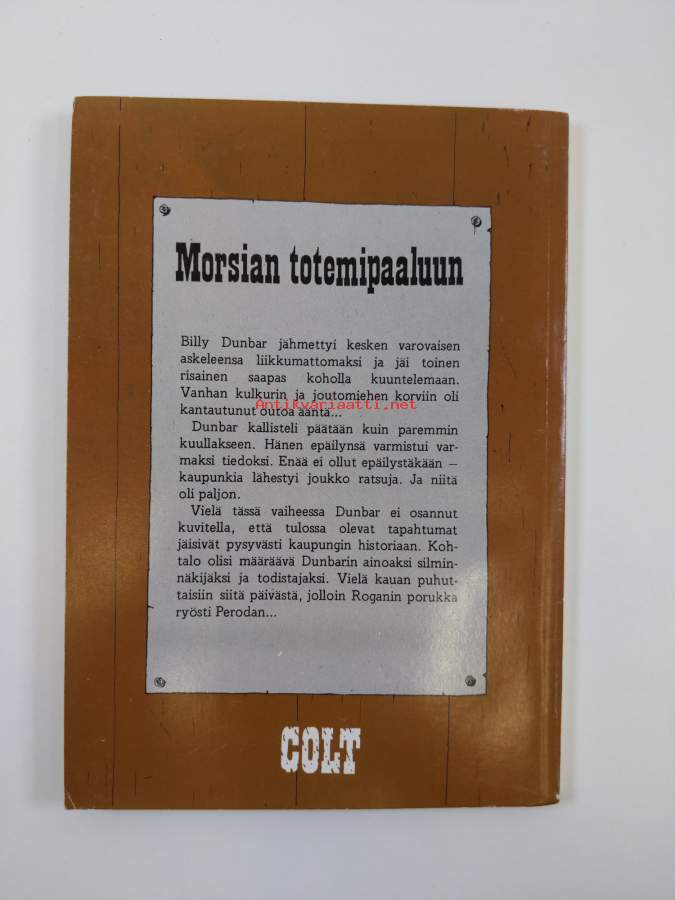 Morsian totemipaaluun
Billy Dunbar jähmettyi kesken varovaisen
askeleensa liikkumattomaksi ja jäi toinen
risainen saapas koholla kuuntelemaan.
Vanhan kulkurin ja joutomiehen korviin oli
Antikvariaatti.net
kantautunut outoa ääntä...
Dunbar kallisteli päätään kuin paremmin
kuullakseen. Hänen epäilynsä varmistui var-
maksi tiedoksi. Enää ei ollut epäilystäkään –
kaupunkia lähestyi joukko ratsuja. Ja niitä
oli paljon.
Vielä tässä vaiheessa Dunbar ei osannut
kuvitella, että tulossa olevat tapahtumat
jäisivät pysyvästi kaupungin historiaan. Koh-
talo olisi määräävä Dunbarin ainoaksi silmin-
näkijäksi ja todistajaksi. Vielä kauan puhut-
taisiin siitä päivästä, jolloin Roganin porukka
ryösti Perodan...
COLT